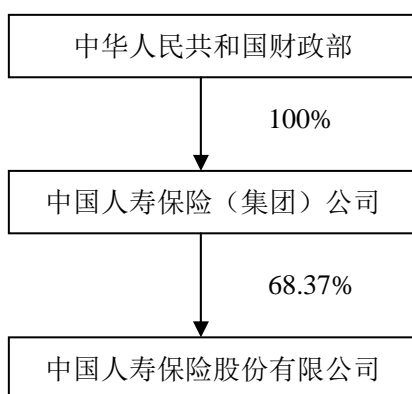 中华人民共和国财政部
100%
中国人寿保险（集团）公司
68.37%
中国人寿保险股份有限公司